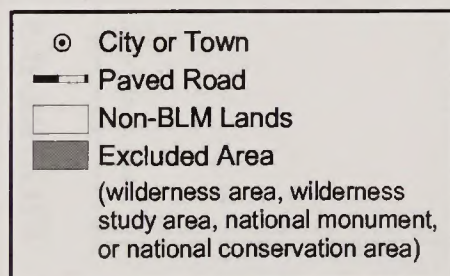 City or Town
Paved Road
Non-BLM Lands
Excluded Area
(wilderness area, wilderness
study area, national monument,
or national conservation area)